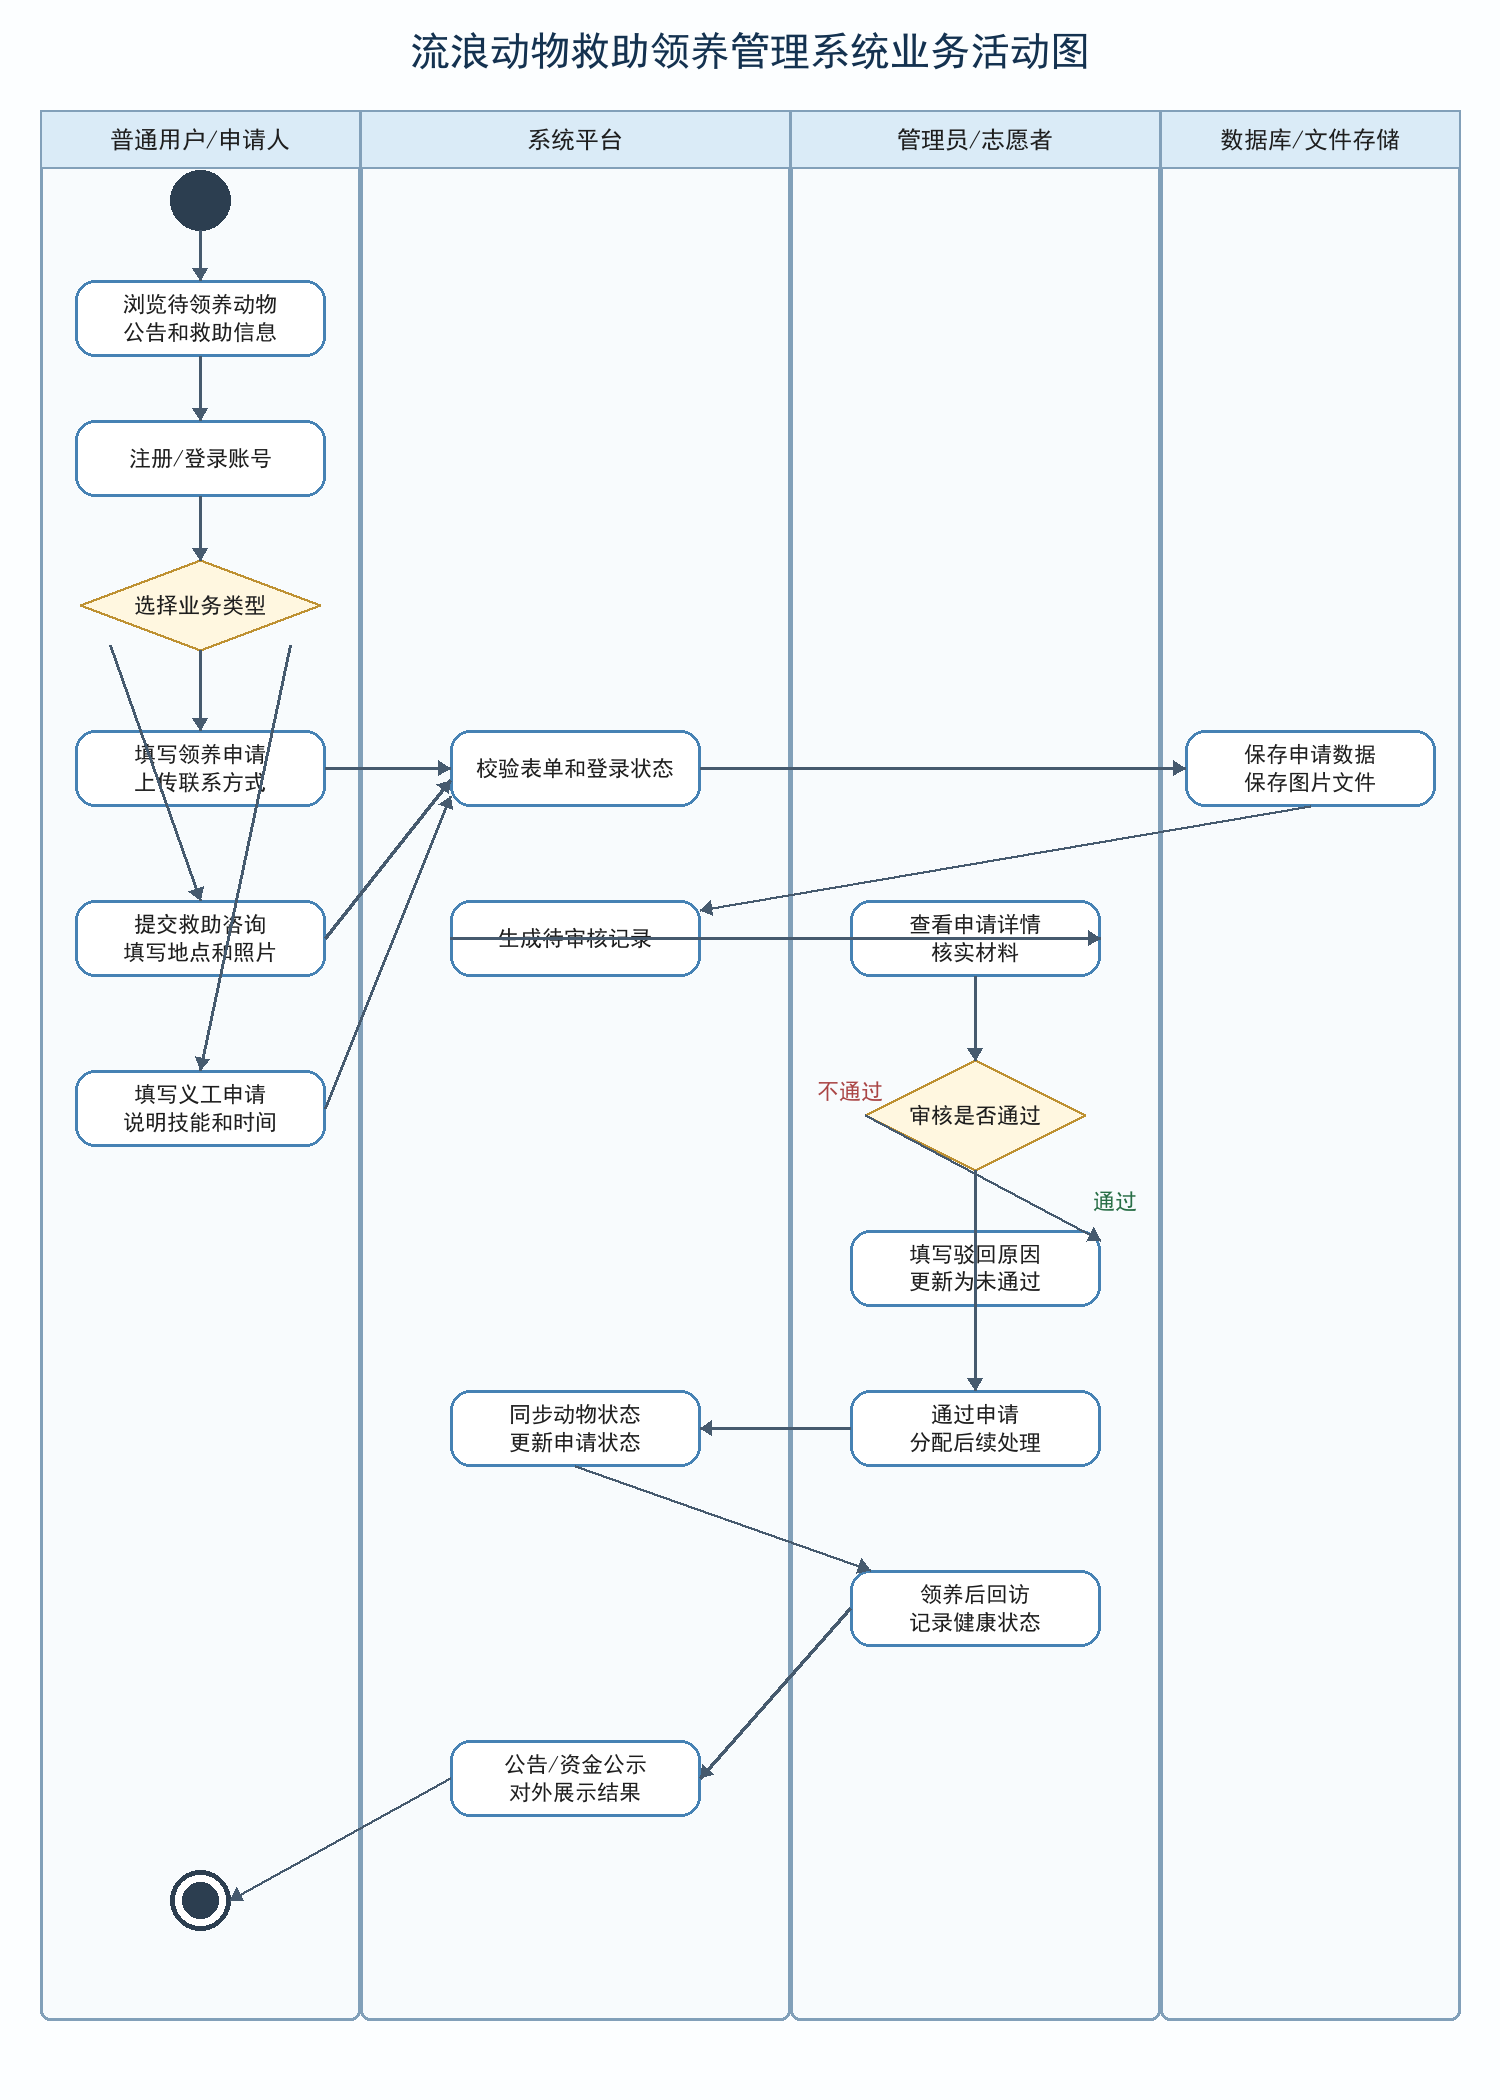 流浪动物救助领养管理系统业务活动图
普通用户/申请人
系统平台
管理员/志愿者
数据库/文件存储
浏览待领养动物
公告和救助信息
注册/登录账号
选择业务类型
填写领养申请
上传联系方式
校验表单和登录状态
保存申请数据
保存图片文件
提交救助咨询
填写地点和照片
生成待审核记录
查看申请详情
核实材料
填写义工申请
说明技能和时间
不通过
审核是否通过
通过
填写驳回原因
更新为未通过
同步动物状态
更新申请状态
通过申请
分配后续处理
领养后回访
记录健康状态
公告/资金公示
对外展示结果